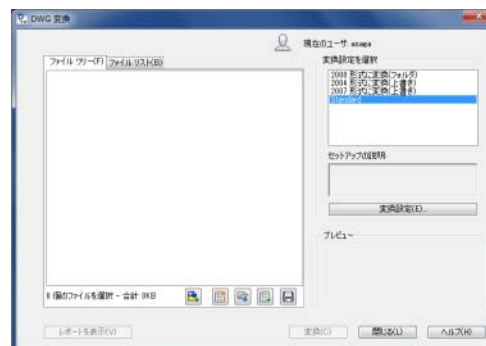 DWG 変換
現在のユーザ:
ファイル ツリー(F) ファイル リスト(B)
変換設定を選択
2000 形式に変換(フォルダ)
2004 形式に変換(上書き)
2007 形式に変換(上書き)
Standard
セットアップの説明
変換設定(E)...
プレビュー
0 個のファイルを選択 - 合計 0KB
レポートを表示(V) 変換(C) 閉じる(L) ヘルプ(H)